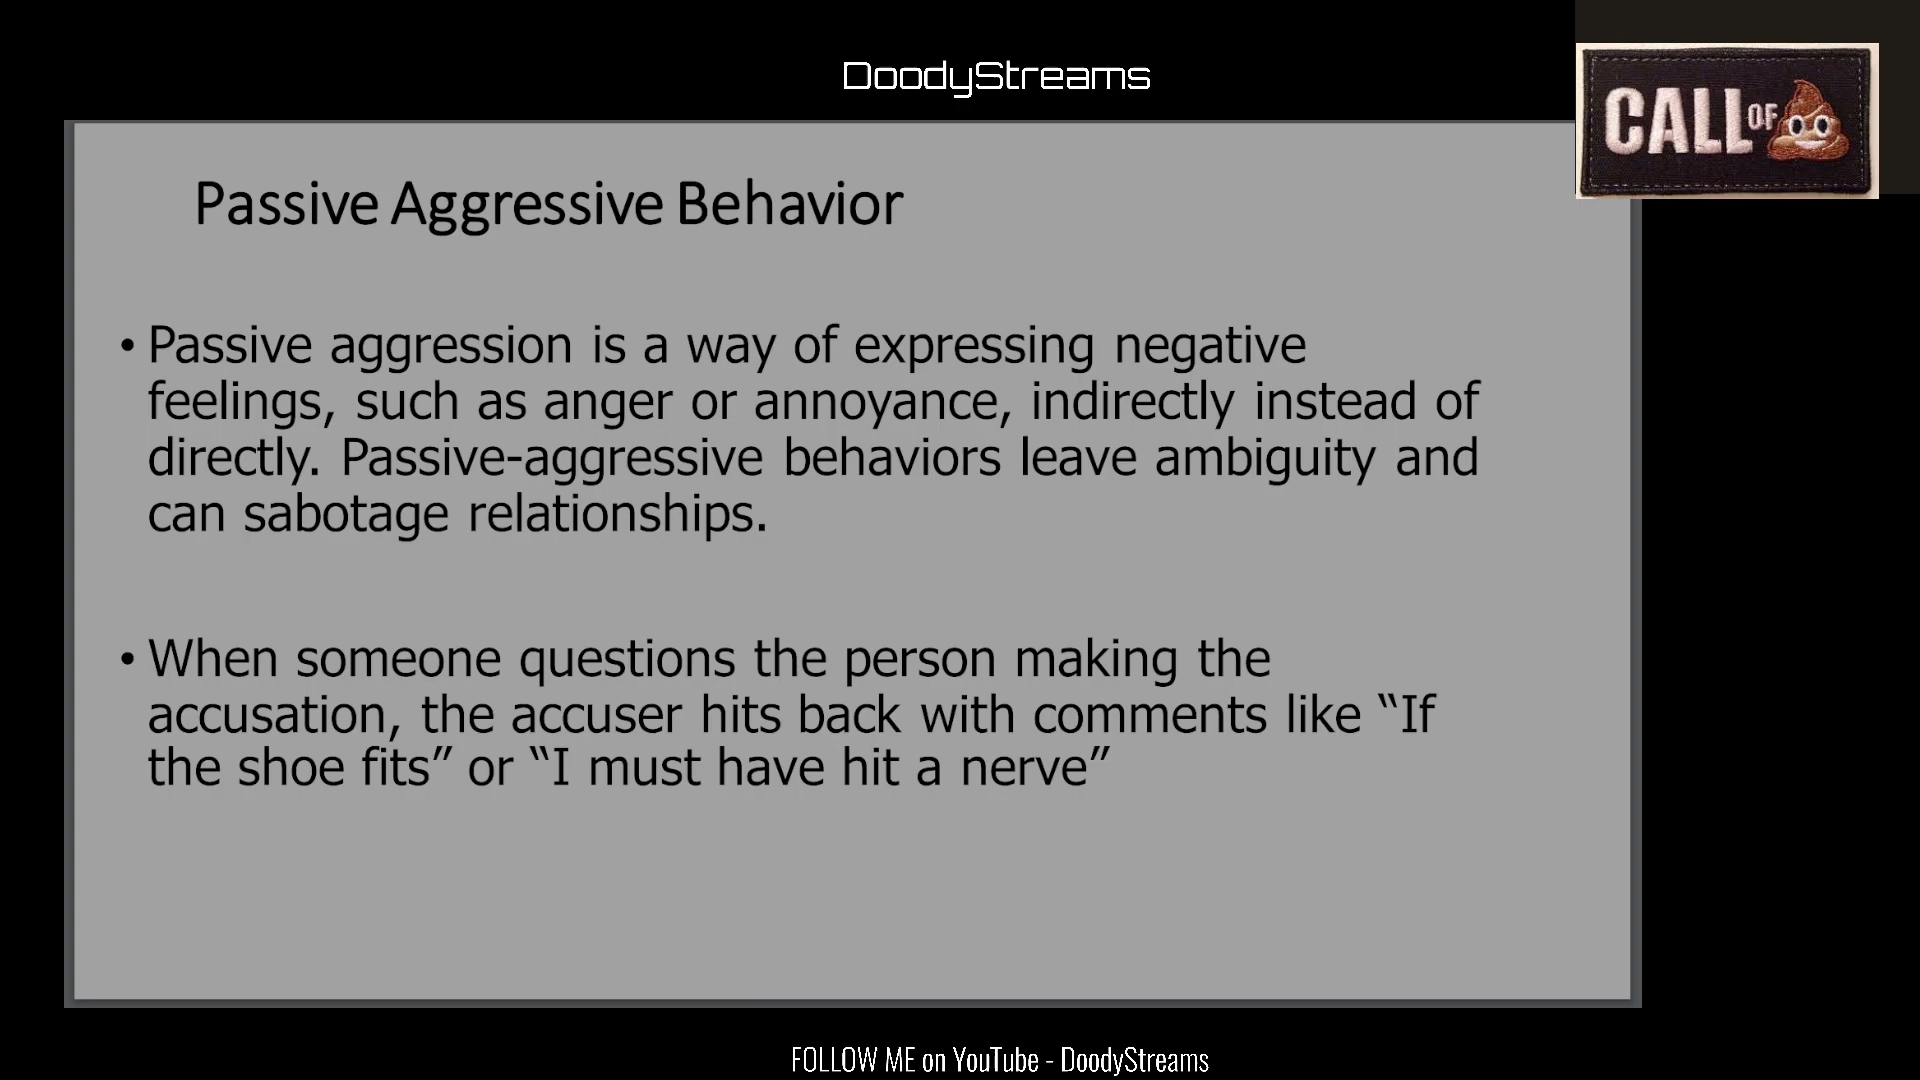 DoodyStreams
CALL OF
Passive Aggressive Behavior
• Passive aggression is a way of expressing negative
feelings, such as anger or annoyance, indirectly instead of
directly. Passive-aggressive behaviors leave ambiguity and
can sabotage relationships.
• When someone questions the person making the
accusation, the accuser hits back with comments like “If
the shoe fits” or “I must have hit a nerve”
FOLLOW ME on YouTube - DoodyStreams